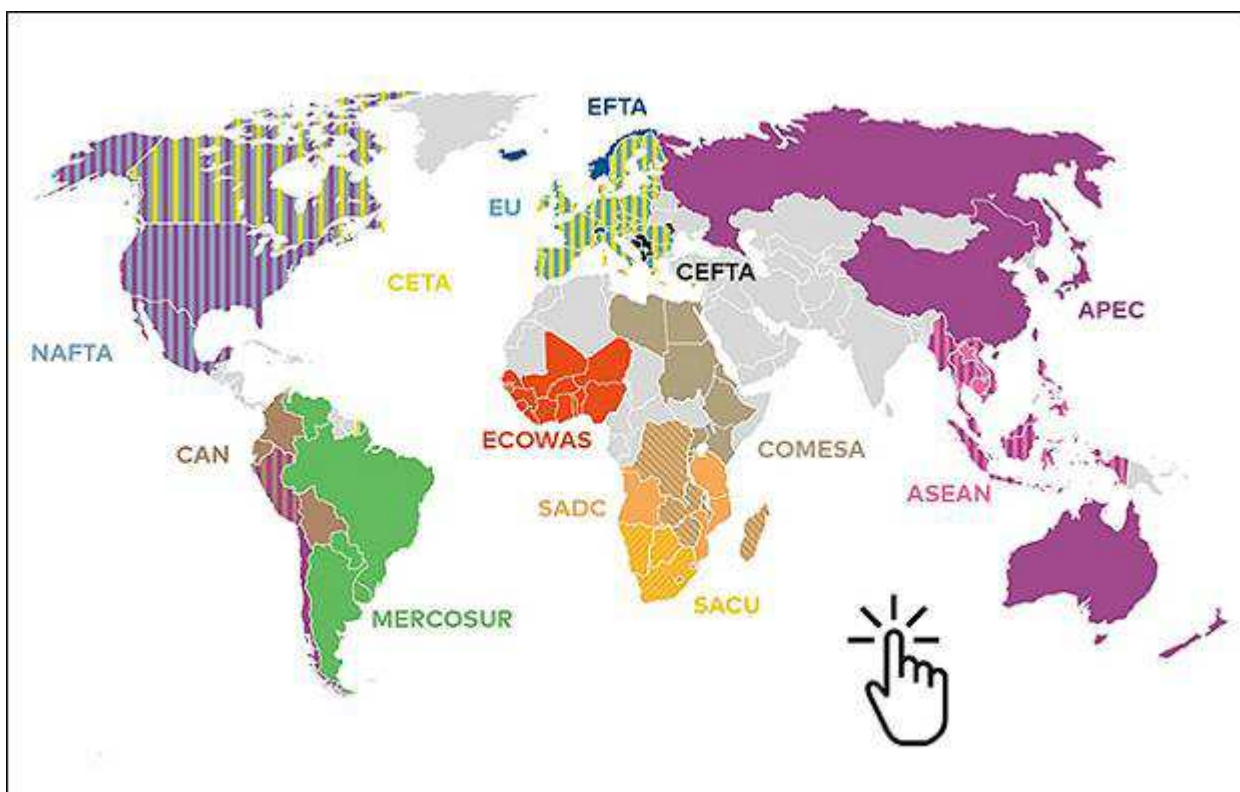 EFTA
EU
CEFTA
CETA
APEC
NAFTA
ECOWAS
COMESA
CAN
ASEAN
SADC
SACU
MERCOSUR